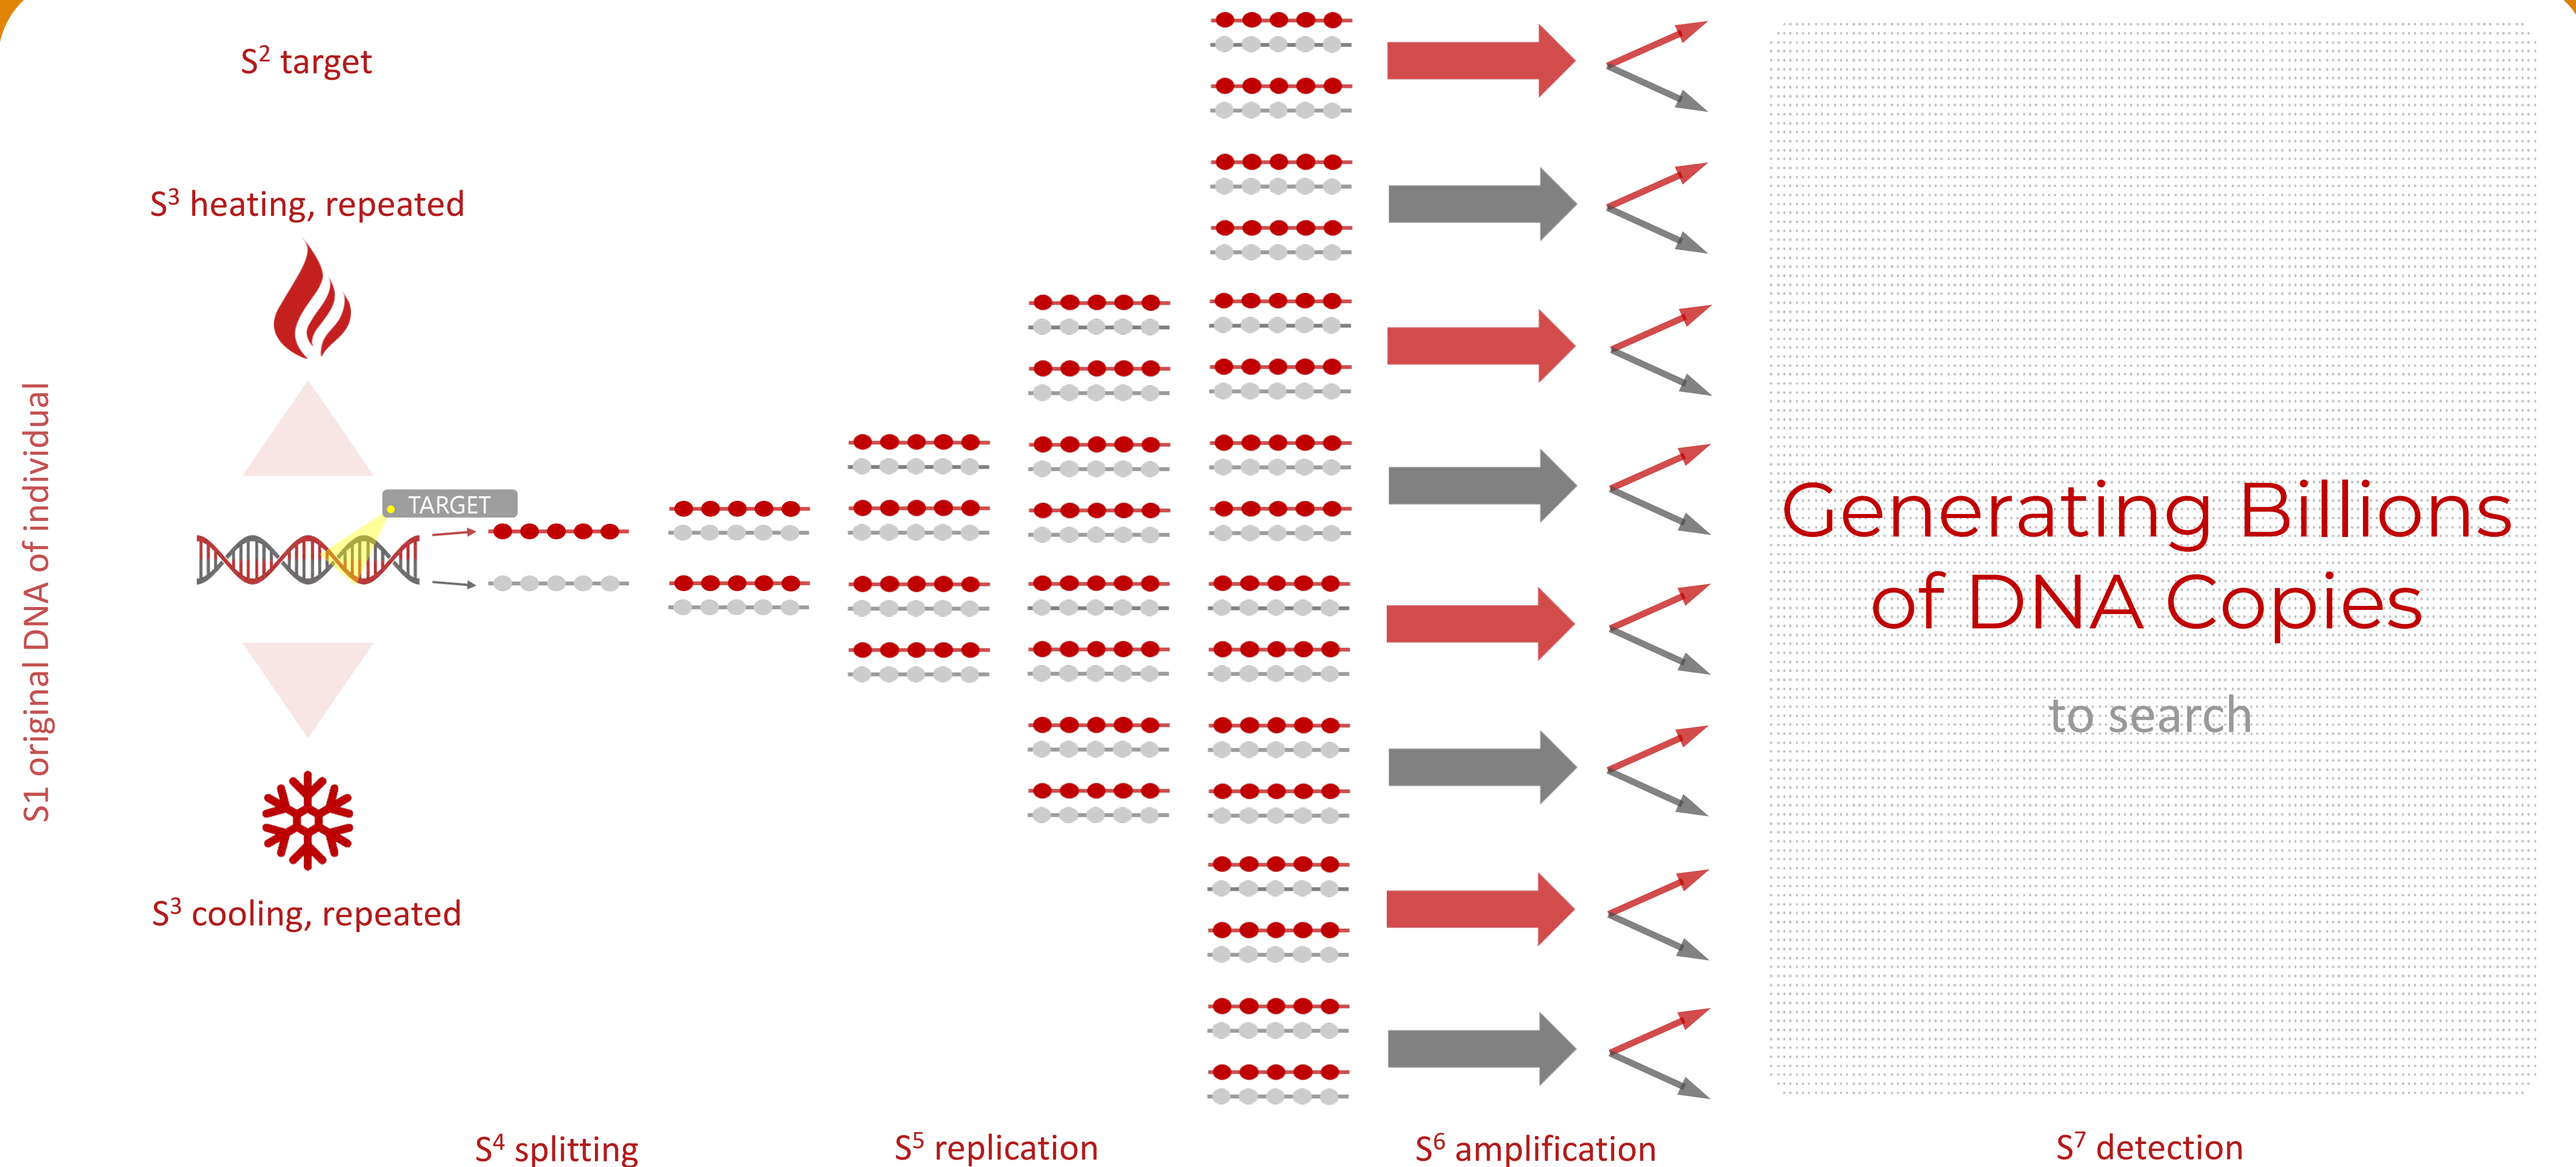 S1 original DNA of individual
S² target
S³ heating, repeated
TARGET
S³ cooling, repeated
S⁴ splitting
S⁵ replication
S⁶ amplification
Generating Billions
of DNA Copies
to search
S⁷ detection